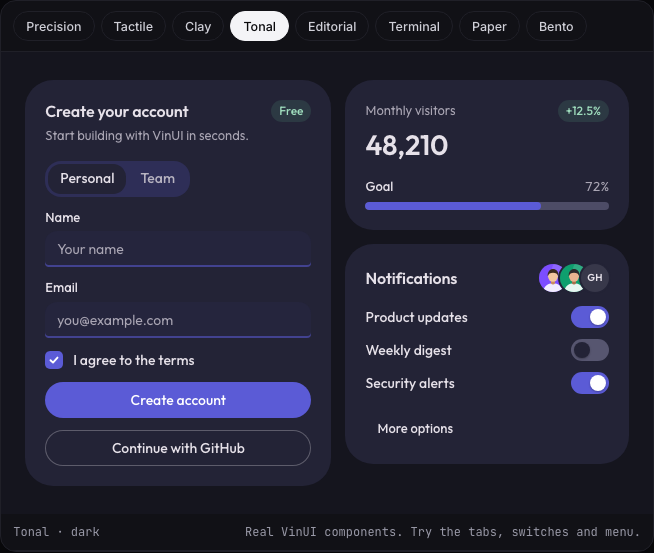 Precision Tactile Clay Tonal Editorial Terminal Paper Bento
Create your account Free
Start building with VinUI in seconds.
Personal Team
Name
Your name
Email
you@example.com
I agree to the terms
Create account
Continue with GitHub
Monthly visitors +12.5%
48,210
Goal 72%
Notifications GH
Product updates
Weekly digest
Security alerts
More options
Tonal · dark Real VinUI components. Try the tabs, switches and menu.